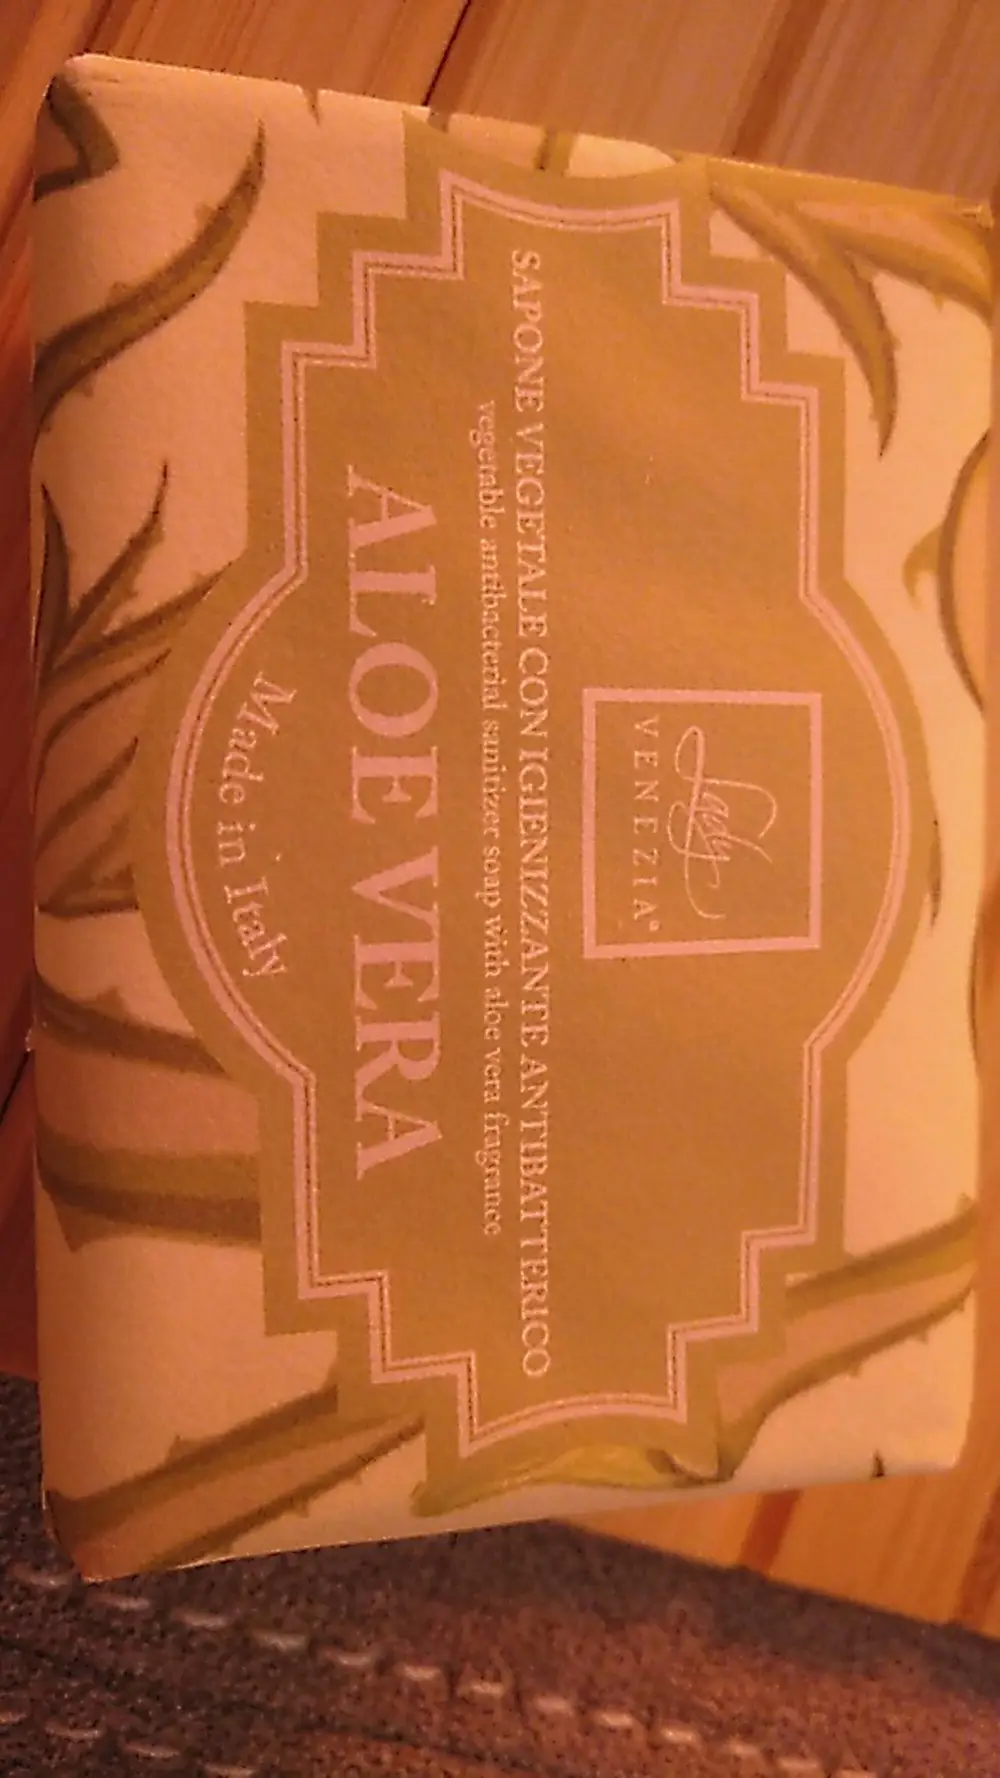 Lady
VENEZIA®
SAPONE VEGETALE CON IGIENIZZANTE ANTIBATTERICO
vegetable antibacterial sanitizer soap with aloe vera fragrance
ALOE VERA
Made in Italy